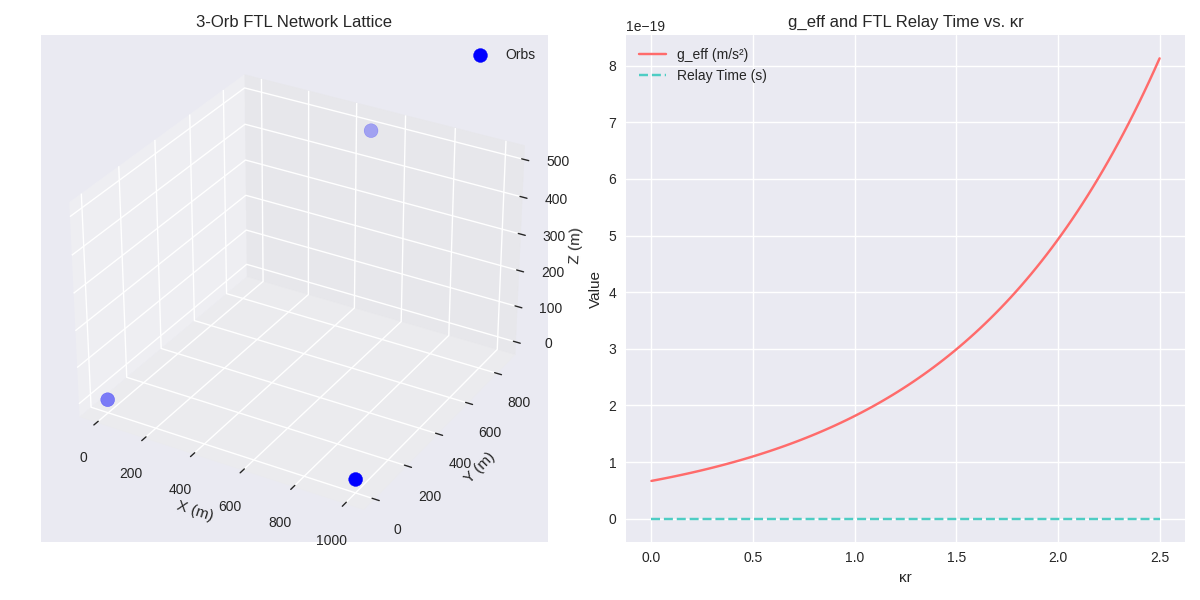 3-Orb FTL Network Lattice
Orbs
500
400
300
200
100
0
Z (m)
0
200
400
600
800
1000
X (m)
0
200
400
600
800
Y (m)
g_eff and FTL Relay Time vs. κr
1e−19
g_eff (m/s²)
Relay Time (s)
8
7
6
5
4
3
2
1
0
Value
0.0
0.5
1.0
1.5
2.0
2.5
κr